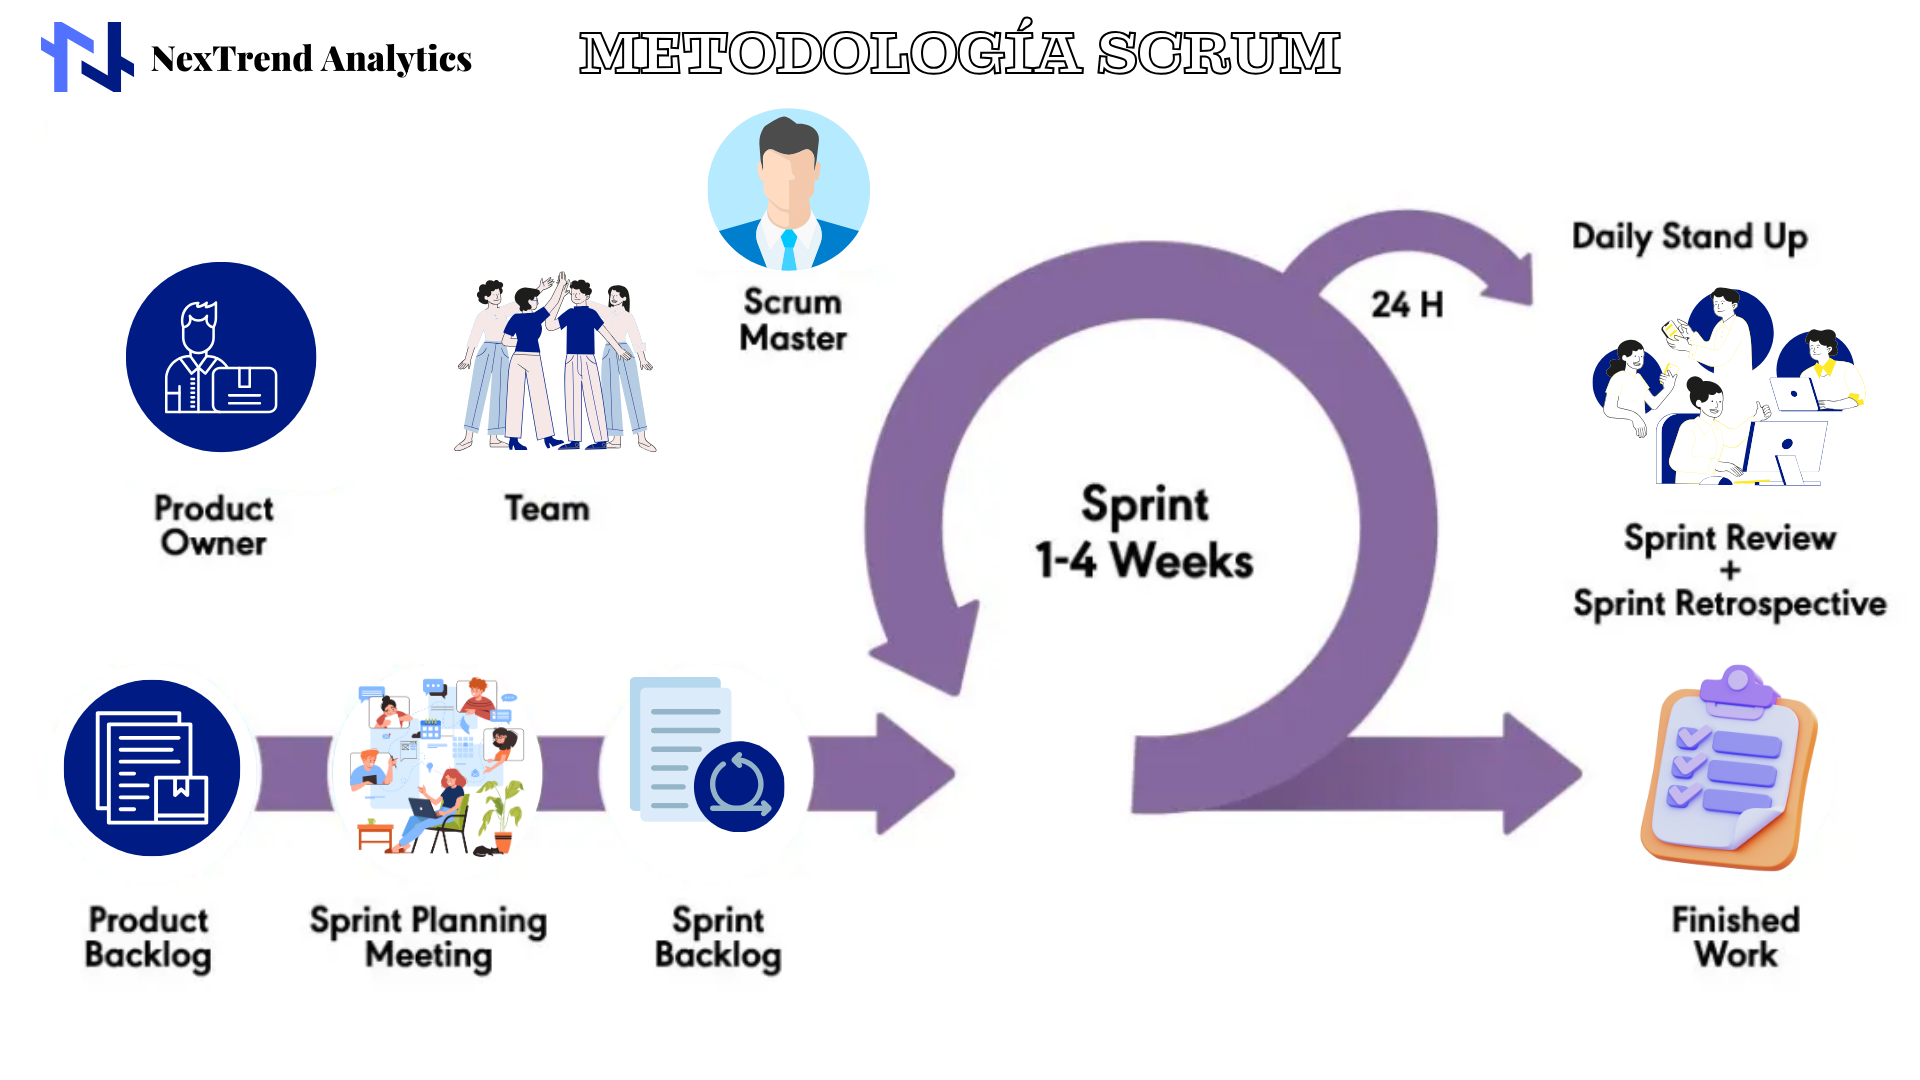 NexTrend Analytics
METODOLOGÍA SCRUM
Scrum
Master
Product
Owner
Team
Daily Stand Up
24 H
Sprint
1-4 Weeks
Sprint Review
+
Sprint Retrospective
Product
Backlog
Sprint Planning
Meeting
Sprint
Backlog
Finished
Work